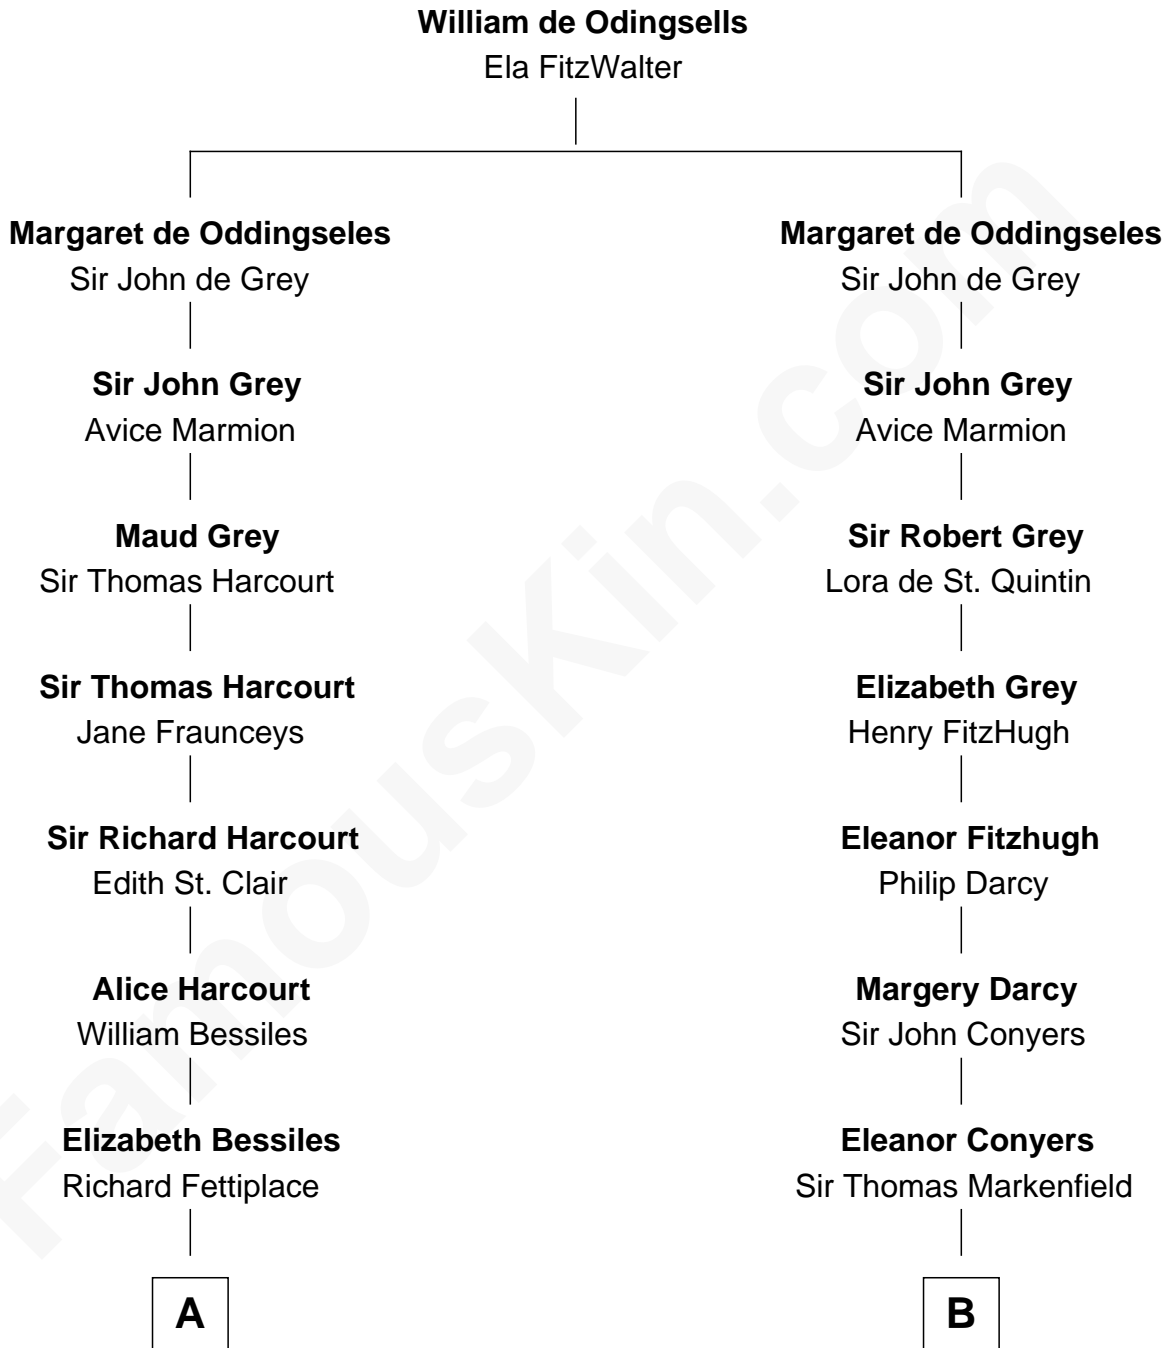 William de Odingsells
Ela FitzWalter
Margaret de Oddingseles
Sir John de Grey
Margaret de Oddingseles
Sir John de Grey
Sir John Grey
Avice Marmion
Sir John Grey
Avice Marmion
Maud Grey
Sir Thomas Harcourt
Sir Robert Grey
Lora de St. Quintin
Sir Thomas Harcourt
Jane Fraunceys
Elizabeth Grey
Henry FitzHugh
Sir Richard Harcourt
Edith St. Clair
Eleanor Fitzhugh
Philip Darcy
Alice Harcourt
William Bessiles
Margery Darcy
Sir John Conyers
Elizabeth Bessiles
Richard Fettiplace
Eleanor Conyers
Sir Thomas Markenfield
A
B
FamousKin.com